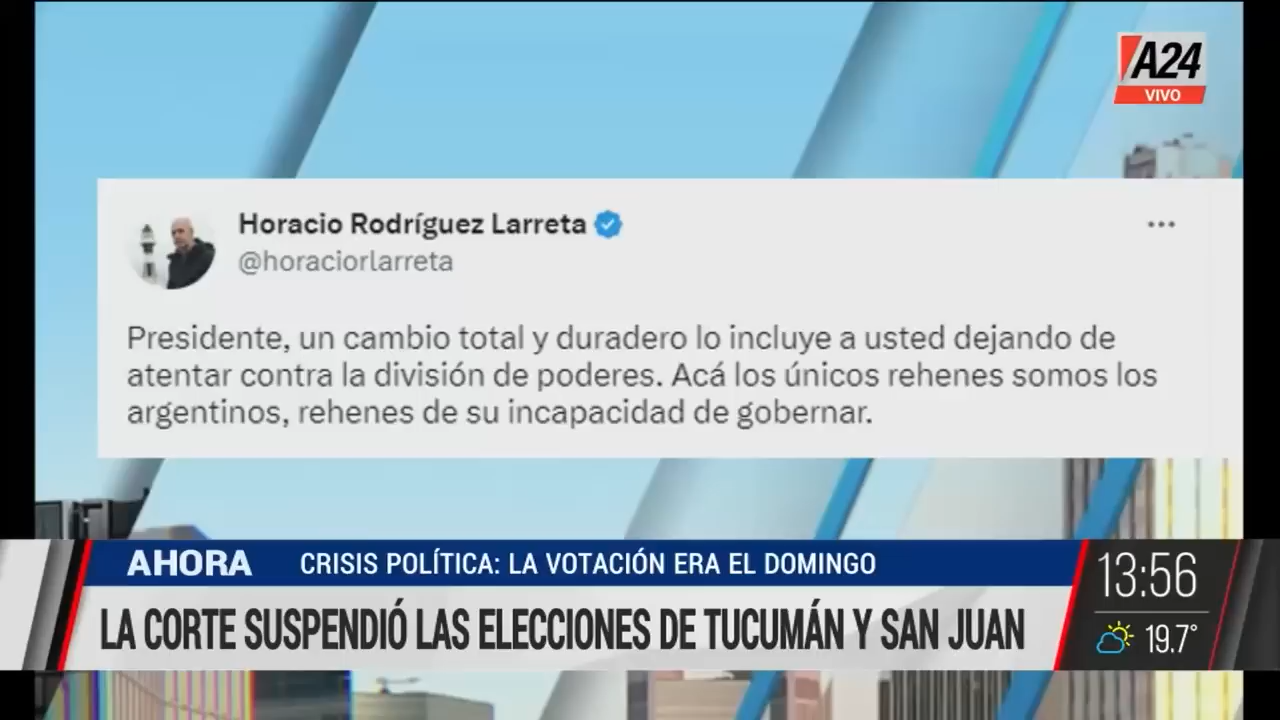 A24
VIVO
Horacio Rodríguez Larreta
@horaciorlarreta
Presidente, un cambio total y duradero lo incluye a usted dejando de
atentar contra la división de poderes. Acá los únicos rehenes somos los
argentinos, rehenes de su incapacidad de gobernar.
AHORA CRISIS POLÍTICA: LA VOTACIÓN ERA EL DOMINGO
13:56
LA CORTE SUSPENDIÓ LAS ELECCIONES DE TUCUMÁN Y SAN JUAN
19.7°